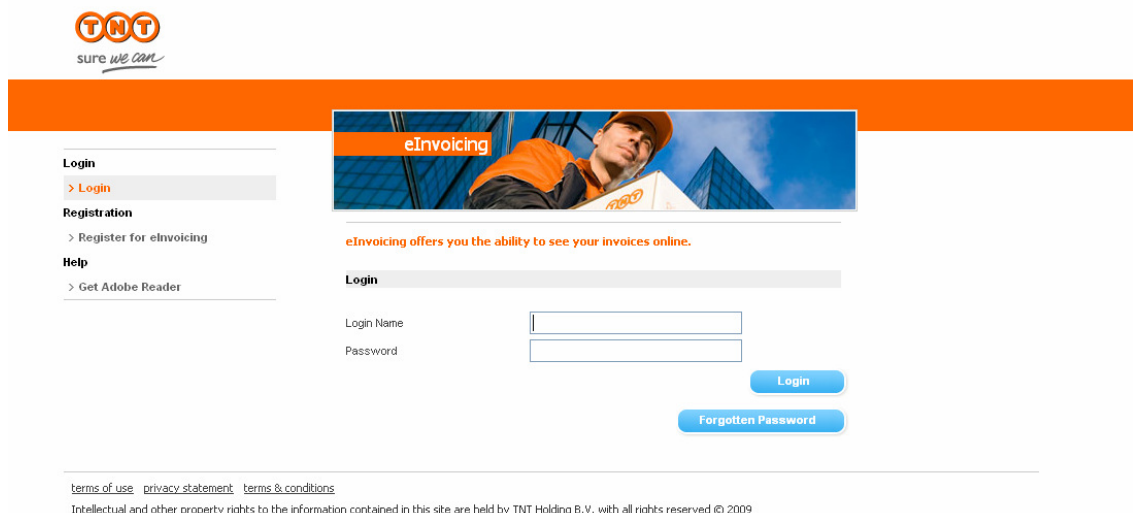 TNT
sure we can
eInvoicing
TNT
Login
> Login
Registration
> Register for eInvoicing
Help
> Get Adobe Reader
eInvoicing offers you the ability to see your invoices online.
Login
Login Name
Password
Login
Forgotten Password
terms of use privacy statement terms & conditions
Intellectual and other property rights to the information contained in this site are held by TNT Holding B.V. with all rights reserved © 2009